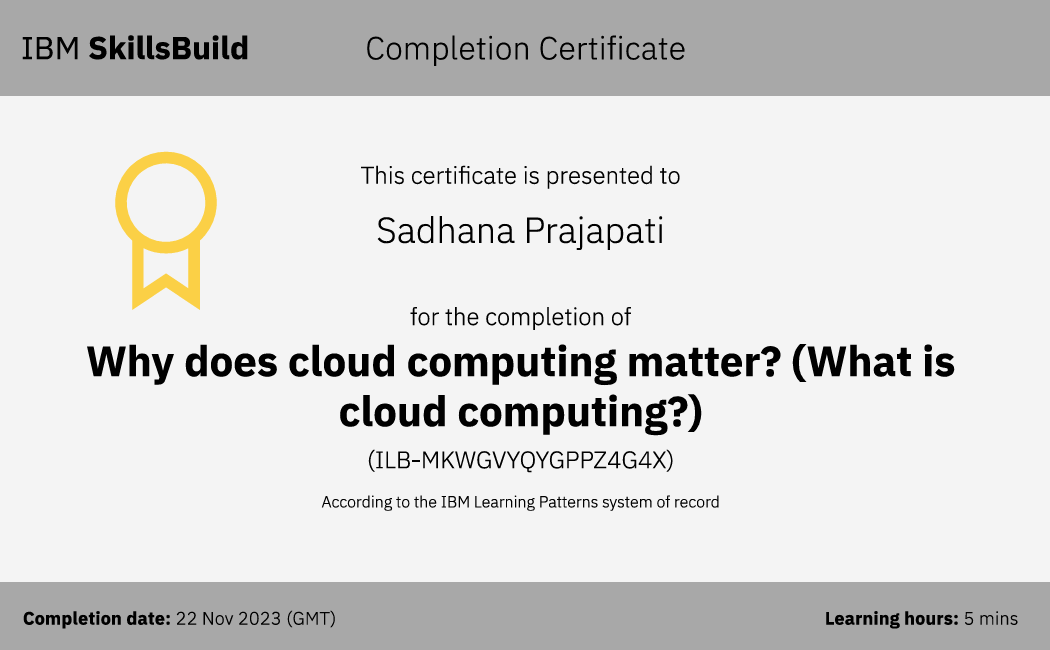 IBM SkillsBuild
Completion Certificate
This certificate is presented to
Sadhana Prajapati
for the completion of
Why does cloud computing matter? (What is
cloud computing?)
(ILB-MKWGVYQYGPPZ4G4X)
According to the IBM Learning Patterns system of record
Completion date: 22 Nov 2023 (GMT)
Learning hours: 5 mins